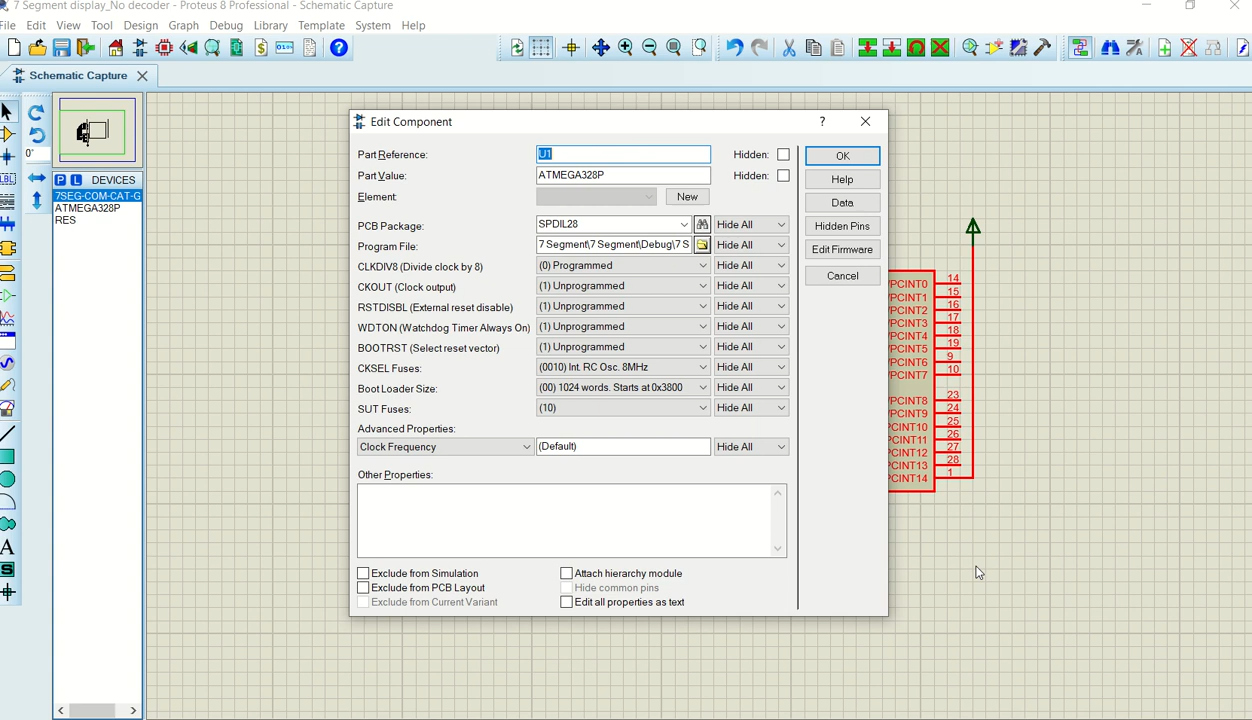 7 Segment display_No decoder - Proteus 8 Professional - Schematic Capture
File Edit View Tool Design Graph Debug Library Template System Help
Schematic Capture
0°
P L DEVICES
7SEG-COM-CAT-G
ATMEGA328P
RES
LBL
A
S
Edit Component ?
Part Reference: U1 Hidden:
Part Value: ATMEGA328P Hidden:
Element: New
PCB Package: SPDIL28 Hide All
Program File: 7 Segment\7 Segment\Debug\7 S Hide All
CLKDIV8 (Divide clock by 8) (0) Programmed Hide All
CKOUT (Clock output) (1) Unprogrammed Hide All
RSTDISBL (External reset disable) (1) Unprogrammed Hide All
WDTON (Watchdog Timer Always On) (1) Unprogrammed Hide All
BOOTRST (Select reset vector) (1) Unprogrammed Hide All
CKSEL Fuses: (0010) Int. RC Osc. 8MHz Hide All
Boot Loader Size: (00) 1024 words. Starts at 0x3800 Hide All
SUT Fuses: (10) Hide All
Advanced Properties:
Clock Frequency (Default) Hide All
Other Properties:
Exclude from Simulation Attach hierarchy module
Exclude from PCB Layout Hide common pins
Exclude from Current Variant Edit all properties as text
OK
Help
Data
Hidden Pins
Edit Firmware
Cancel
/PCINT0 14
/PCINT1 15
/PCINT2 16
/PCINT3 17
/PCINT4 18
/PCINT5 19
/PCINT6 9
/PCINT7 10
/PCINT8 23
/PCINT9 24
PCINT10 25
PCINT11 26
PCINT12 27
PCINT13 28
PCINT14 1